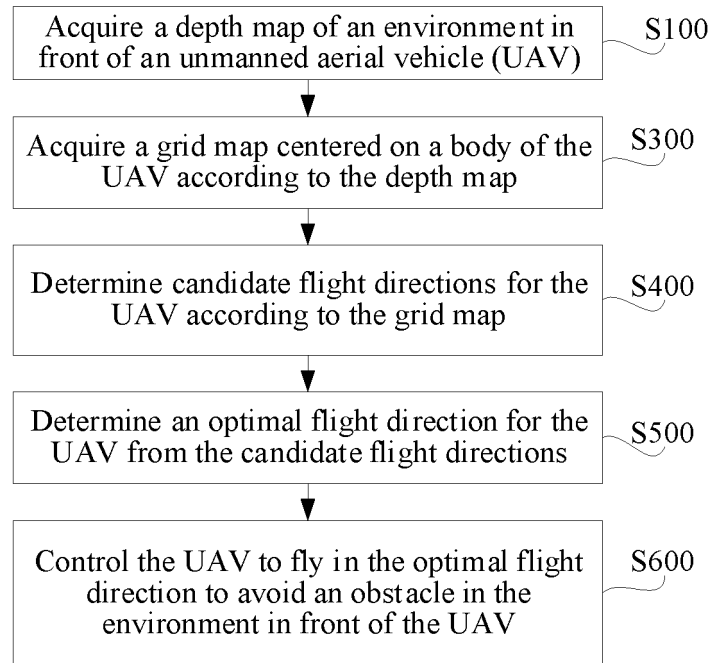 Acquire a depth map of an environment in
front of an unmanned aerial vehicle (UAV)
S100
Acquire a grid map centered on a body of the
UAV according to the depth map
S300
Determine candidate flight directions for the
UAV according to the grid map
S400
Determine an optimal flight direction for the
UAV from the candidate flight directions
S500
Control the UAV to fly in the optimal flight
direction to avoid an obstacle in the
environment in front of the UAV
S600